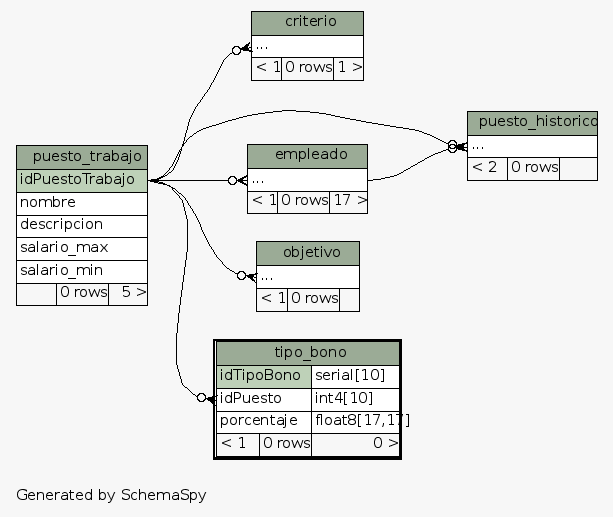 criterio
...
< 1 0 rows 1 >
puesto_historico
...
< 2 0 rows
puesto_trabajo
idPuestoTrabajo
nombre
descripcion
salario_max
salario_min
0 rows 5 >
empleado
...
< 1 0 rows 17 >
objetivo
...
< 1 0 rows
tipo_bono
idTipoBono serial[10]
idPuesto int4[10]
porcentaje float8[17,17]
< 1 0 rows 0 >
Generated by SchemaSpy